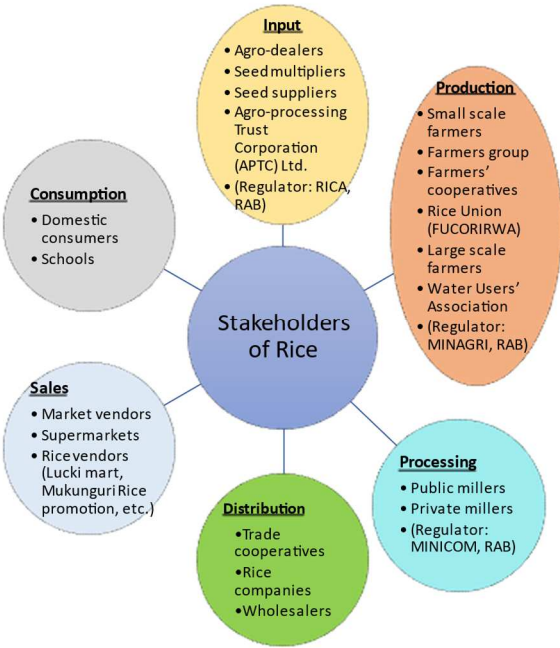 Input
• Agro-dealers
• Seed multipliers
• Seed suppliers
• Agro-processing
Trust
Corporation
(APTC) Ltd.
• (Regulator: RICA,
RAB)
Production
• Small scale
farmers
• Farmers group
• Farmers’
cooperatives
• Rice Union
(FUCORIRWA)
• Large scale
farmers
• Water Users’
Association
• (Regulator:
MINAGRI, RAB)
Processing
• Public millers
• Private millers
• (Regulator:
MINICOM, RAB)
Distribution
•Trade
cooperatives
•Rice
companies
•Wholesalers
Sales
• Market vendors
• Supermarkets
• Rice vendors
(Lucki mart,
Mukunguri Rice
promotion, etc.)
Consumption
• Domestic
consumers
• Schools
Stakeholders
of Rice